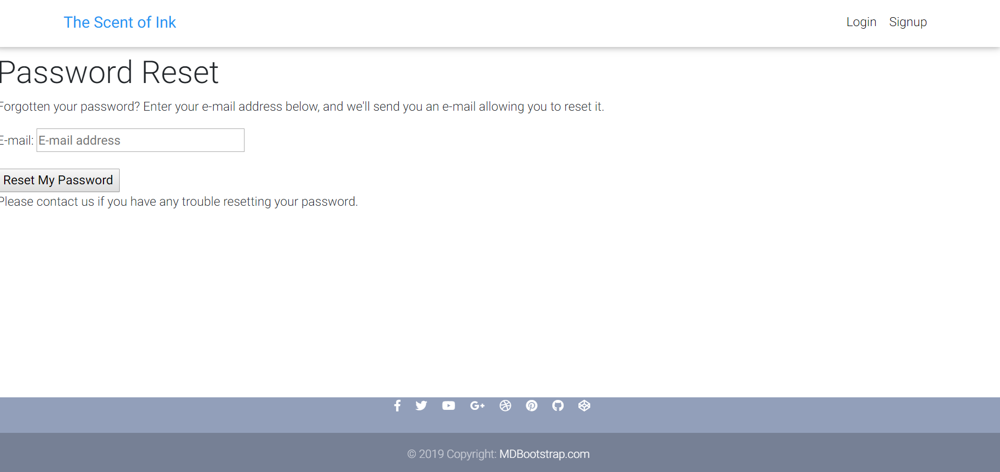 The Scent of Ink
Login Signup
Password Reset
Forgotten your password? Enter your e-mail address below, and we'll send you an e-mail allowing you to reset it.
E-mail: E-mail address
Reset My Password
Please contact us if you have any trouble resetting your password.
© 2019 Copyright: MDBootstrap.com